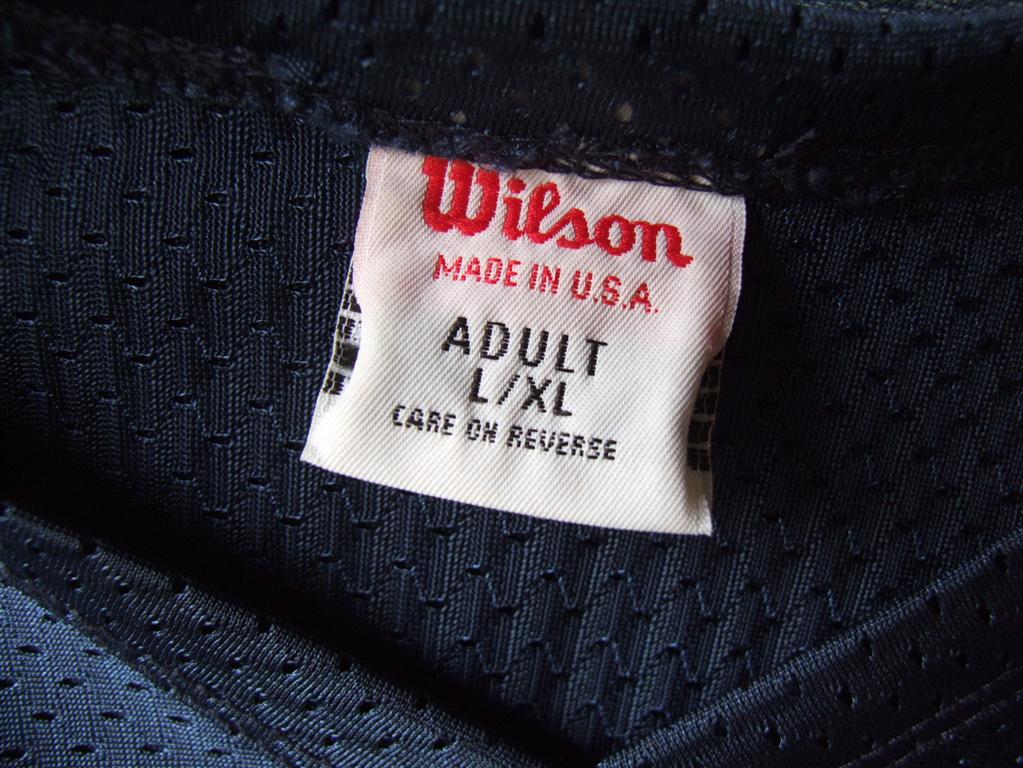 Wilson
MADE IN U.S.A.
ADULT
L/XL
CARE ON REVERSE